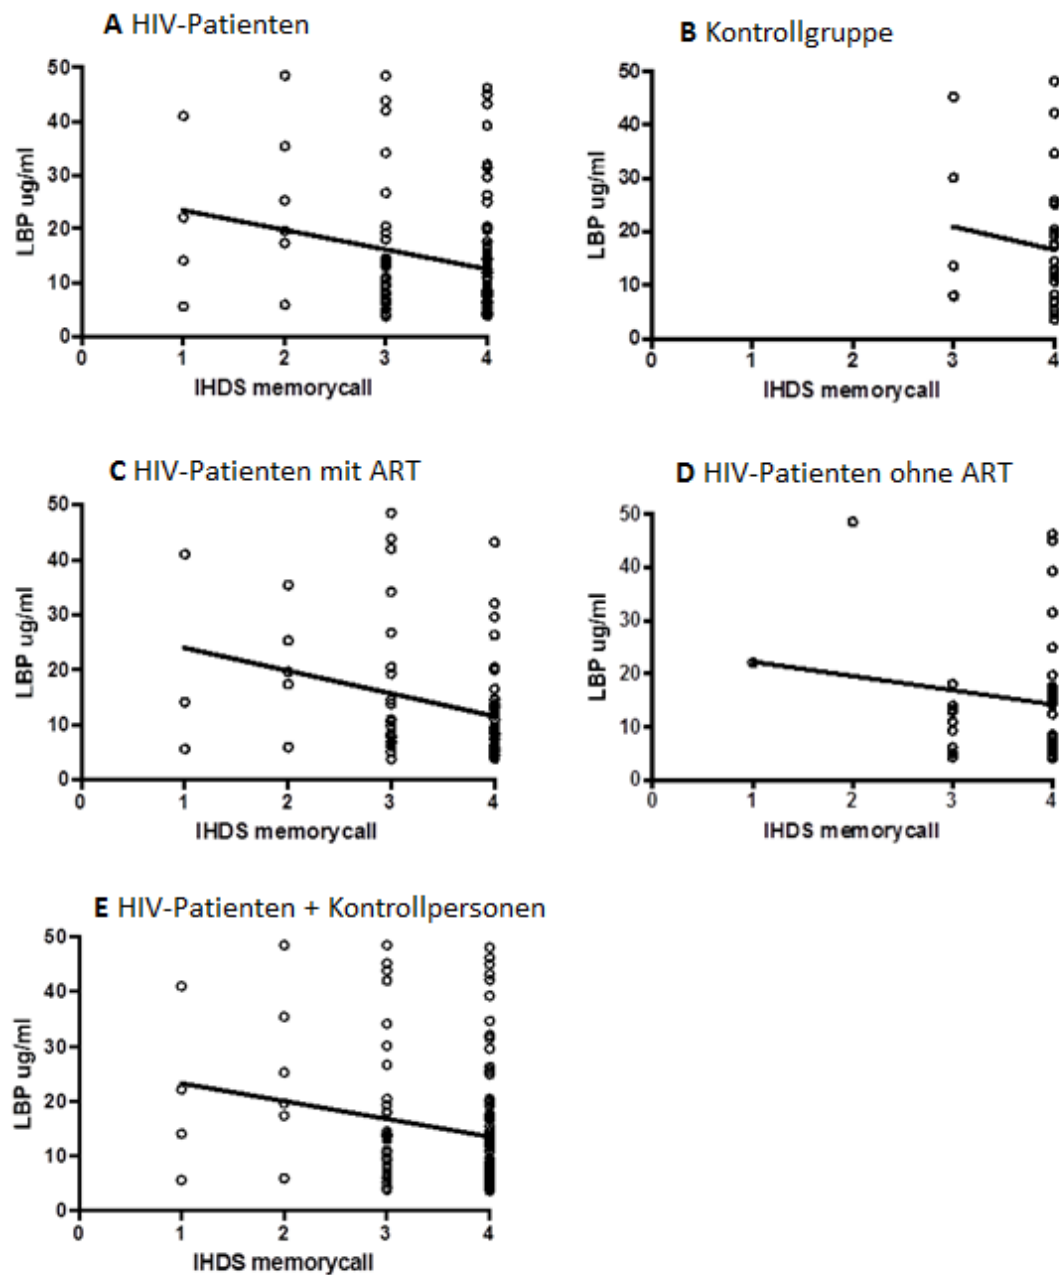 A HIV-Patienten
50
40
30
20
10
0
LBP ug/ml
0 1 2 3 4
IHDS memorycall
B Kontrollgruppe
50
40
30
20
10
0
LBP ug/ml
0 1 2 3 4
IHDS memorycall
C HIV-Patienten mit ART
50
40
30
20
10
0
LBP ug/ml
0 1 2 3 4
IHDS memorycall
D HIV-Patienten ohne ART
50
40
30
20
10
0
LBP ug/ml
0 1 2 3 4
IHDS memorycall
E HIV-Patienten + Kontrollpersonen
50
40
30
20
10
0
LBP ug/ml
0 1 2 3 4
IHDS memorycall